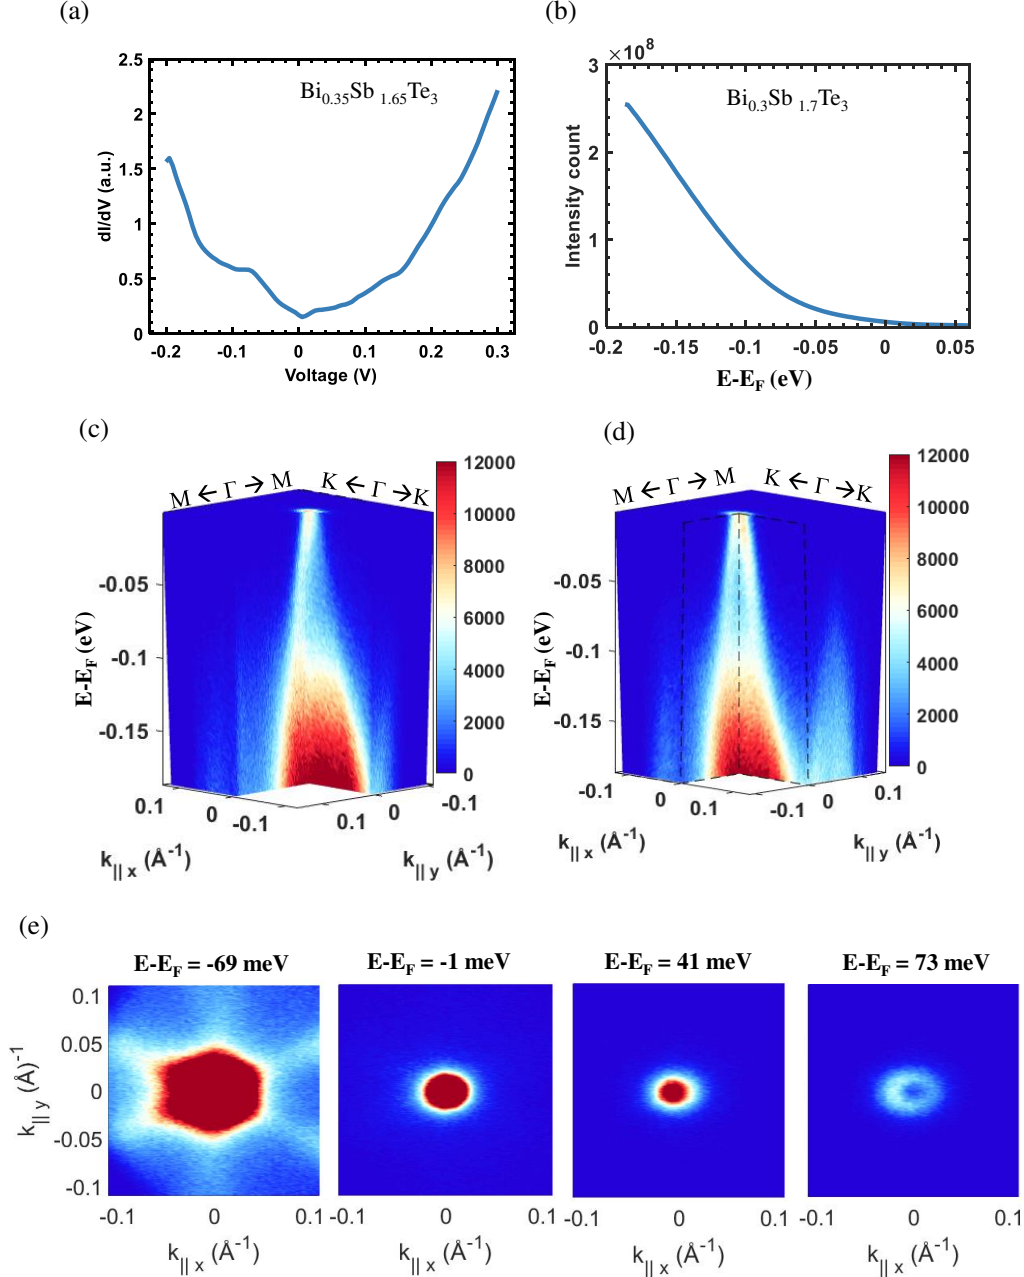 (a)
(b)
2.5
2
1.5
1
0.5
0
dI/dV (a.u.)
Bi0.35Sb 1.65Te3
-0.2 -0.1 0 0.1 0.2 0.3
Voltage (V)
×10^8
3
2
1
0
Intensity count
Bi0.3Sb 1.7Te3
-0.2 -0.15 -0.1 -0.05 0 0.05
E-EF (eV)
(c)
M ← Γ → M K ← Γ → K
-0.05
-0.1
-0.15
E-EF (eV)
0.1 0 -0.1
k|| x (Å-1)
0.1 0 -0.1
k|| y (Å-1)
12000
10000
8000
6000
4000
2000
0
(d)
M ← Γ → M K ← Γ → K
-0.05
-0.1
-0.15
E-EF (eV)
-0.1 0 0.1
k|| x (Å-1)
-0.1 0 0.1
k|| y (Å-1)
12000
10000
8000
6000
4000
2000
0
(e)
E-EF = -69 meV
E-EF = -1 meV
E-EF = 41 meV
E-EF = 73 meV
0.1
0.05
0
-0.05
-0.1
k|| y (Å)-1
-0.1 0 0.1
k|| x (Å-1)
-0.1 0 0.1
k|| x (Å-1)
-0.1 0 0.1
k|| x (Å-1)
-0.1 0 0.1
k|| x (Å-1)